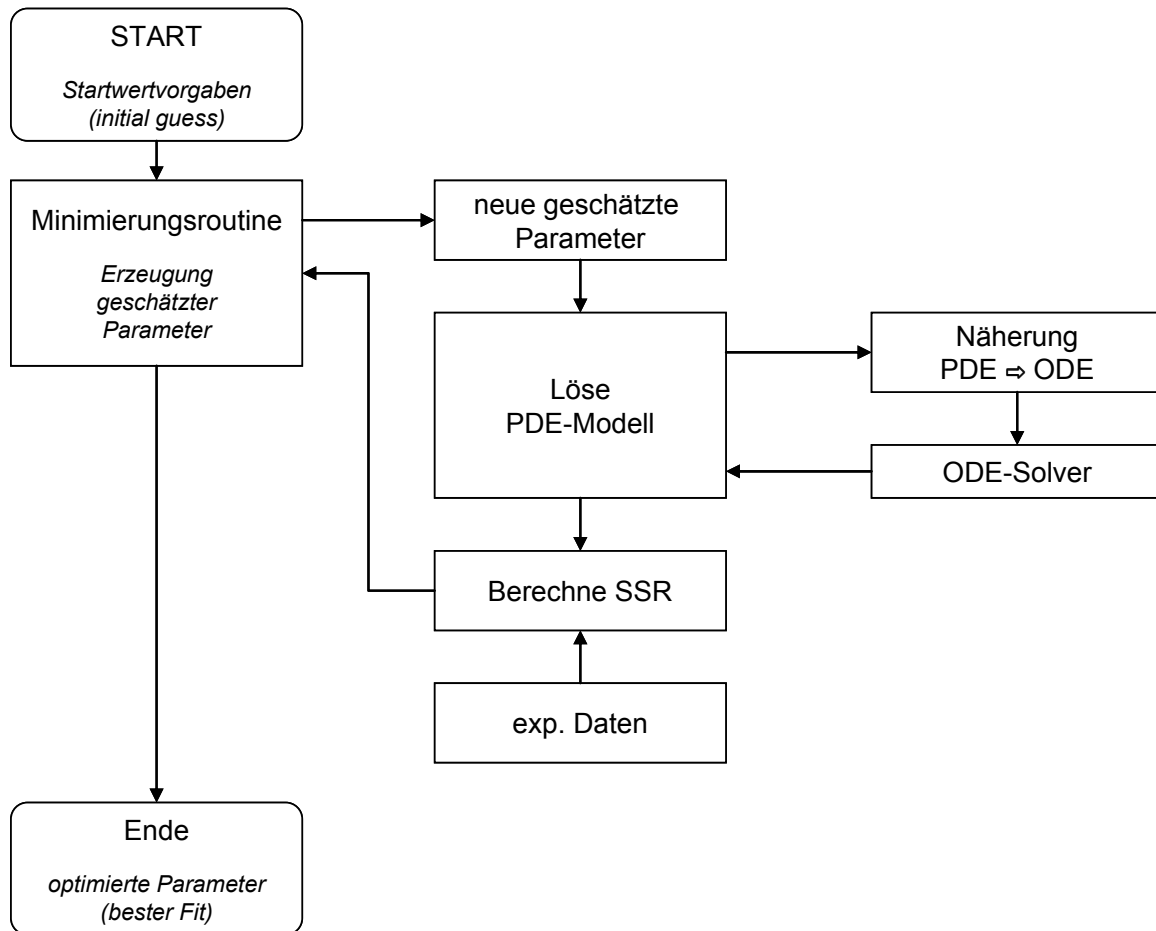 START
Startwertvorgaben
(initial guess)
Minimierungsroutine
Erzeugung
geschätzter
Parameter
neue geschätzte
Parameter
Löse
PDE-Modell
Näherung
PDE ⇨ ODE
ODE-Solver
Berechne SSR
exp. Daten
Ende
optimierte Parameter
(bester Fit)